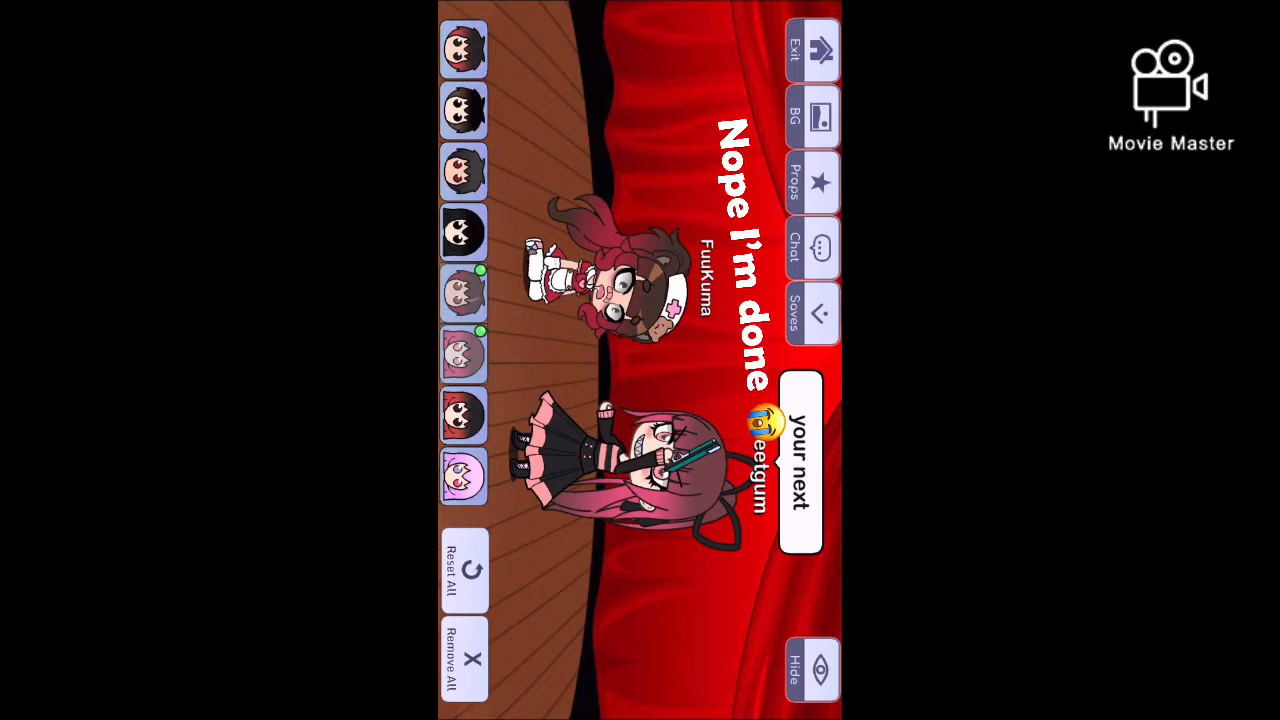 Exit
BG
Props
Chat
Saves
Hide
Nope I'm done 😭
your next
FuuKuma
eetgum
Reset All
X
Remove All
Movie Master